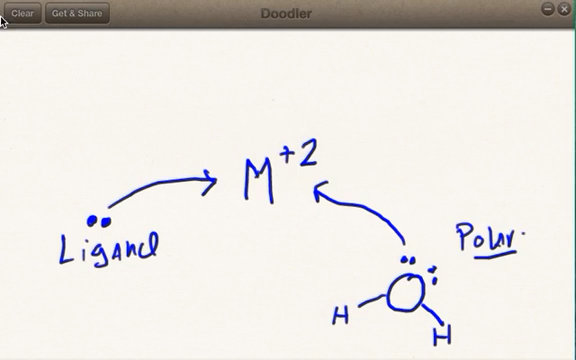 Clear Get & Share Doodler
M+2
Ligand
Polar.
O
H
H